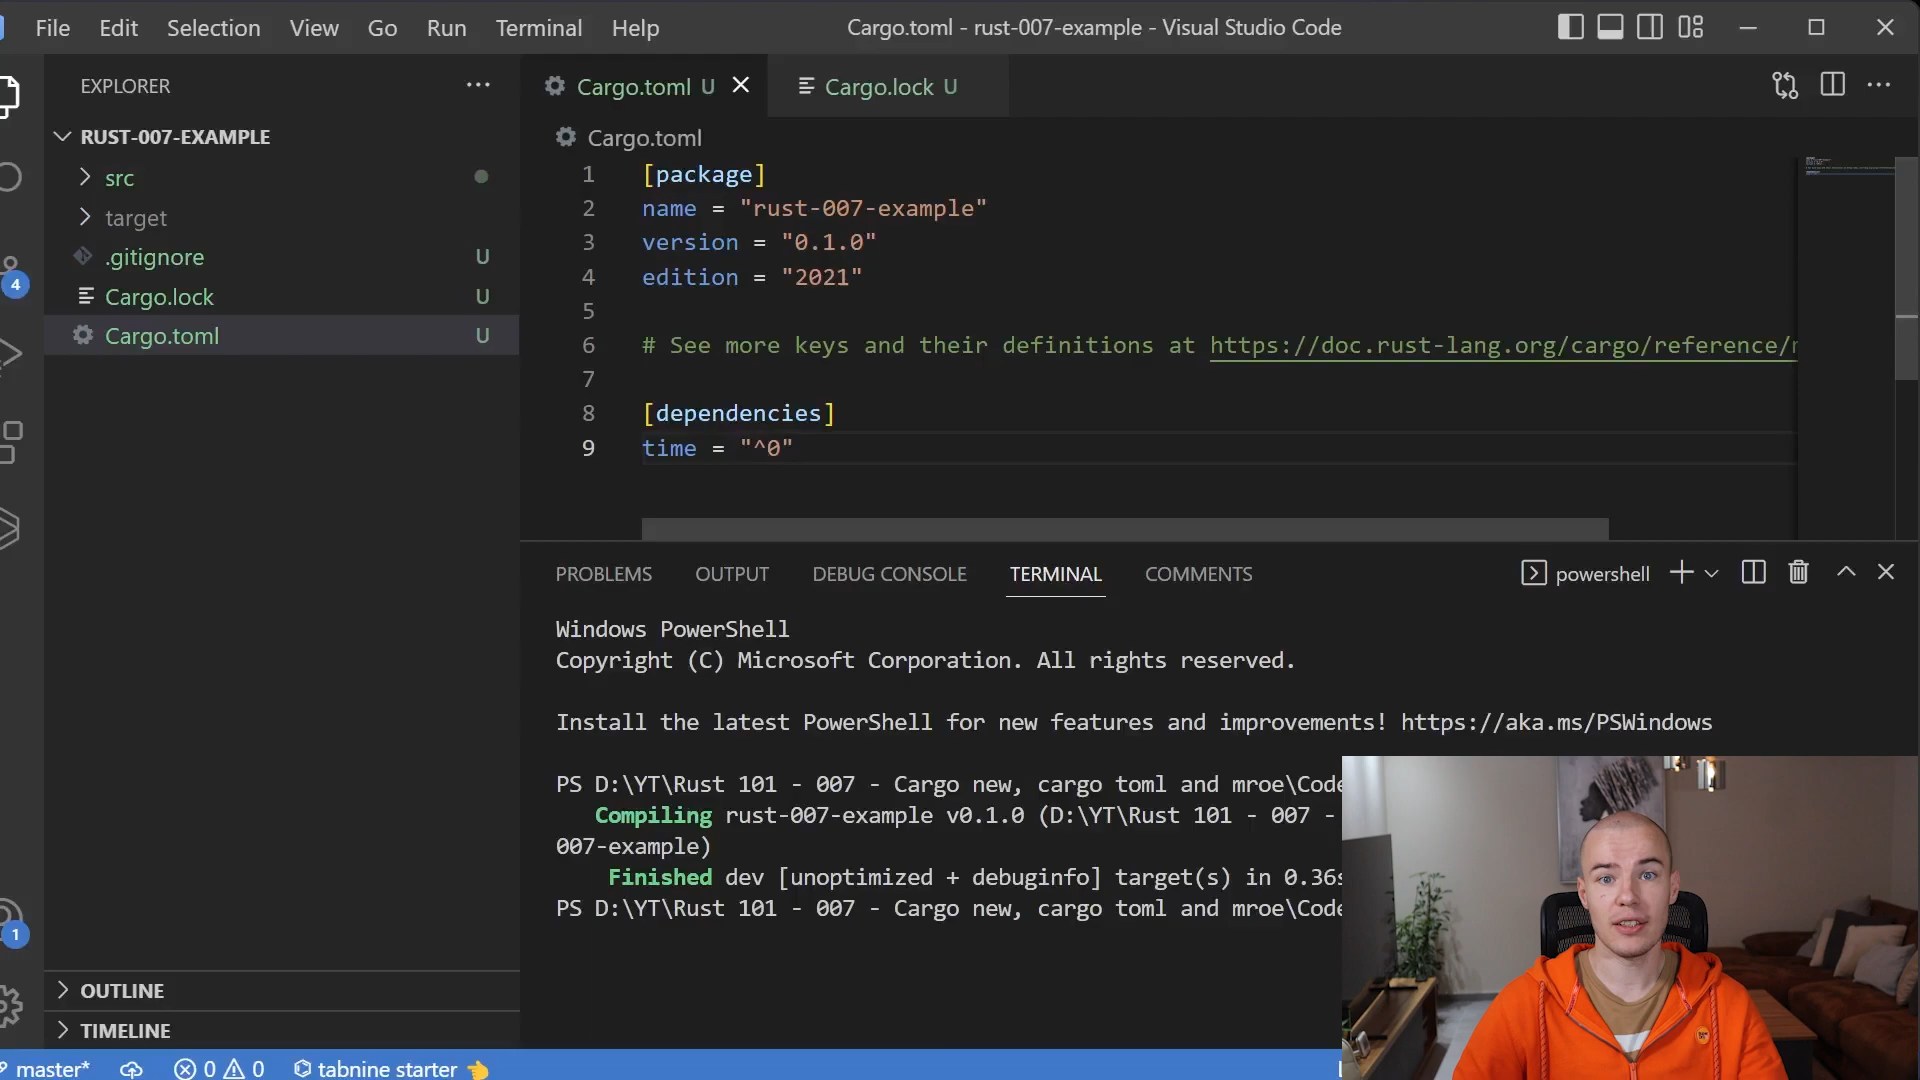 File Edit Selection View Go Run Terminal Help
Cargo.toml - rust-007-example - Visual Studio Code
EXPLORER
RUST-007-EXAMPLE
src
target
.gitignore U
Cargo.lock U
Cargo.toml U
4
1
OUTLINE
TIMELINE
Cargo.toml U
Cargo.lock U
Cargo.toml
1 [package]
2 name = "rust-007-example"
3 version = "0.1.0"
4 edition = "2021"
5
6 # See more keys and their definitions at https://doc.rust-lang.org/cargo/reference/
7
8 [dependencies]
9 time = "^0"
PROBLEMS OUTPUT DEBUG CONSOLE TERMINAL COMMENTS
powershell
Windows PowerShell
Copyright (C) Microsoft Corporation. All rights reserved.
Install the latest PowerShell for new features and improvements! https://aka.ms/PSWindows
PS D:\YT\Rust 101 - 007 - Cargo new, cargo toml and mroe\Code
Compiling rust-007-example v0.1.0 (D:\YT\Rust 101 - 007 -
007-example)
Finished dev [unoptimized + debuginfo] target(s) in 0.36s
PS D:\YT\Rust 101 - 007 - Cargo new, cargo toml and mroe\Code
master* 0 0 tabnine starter 👈